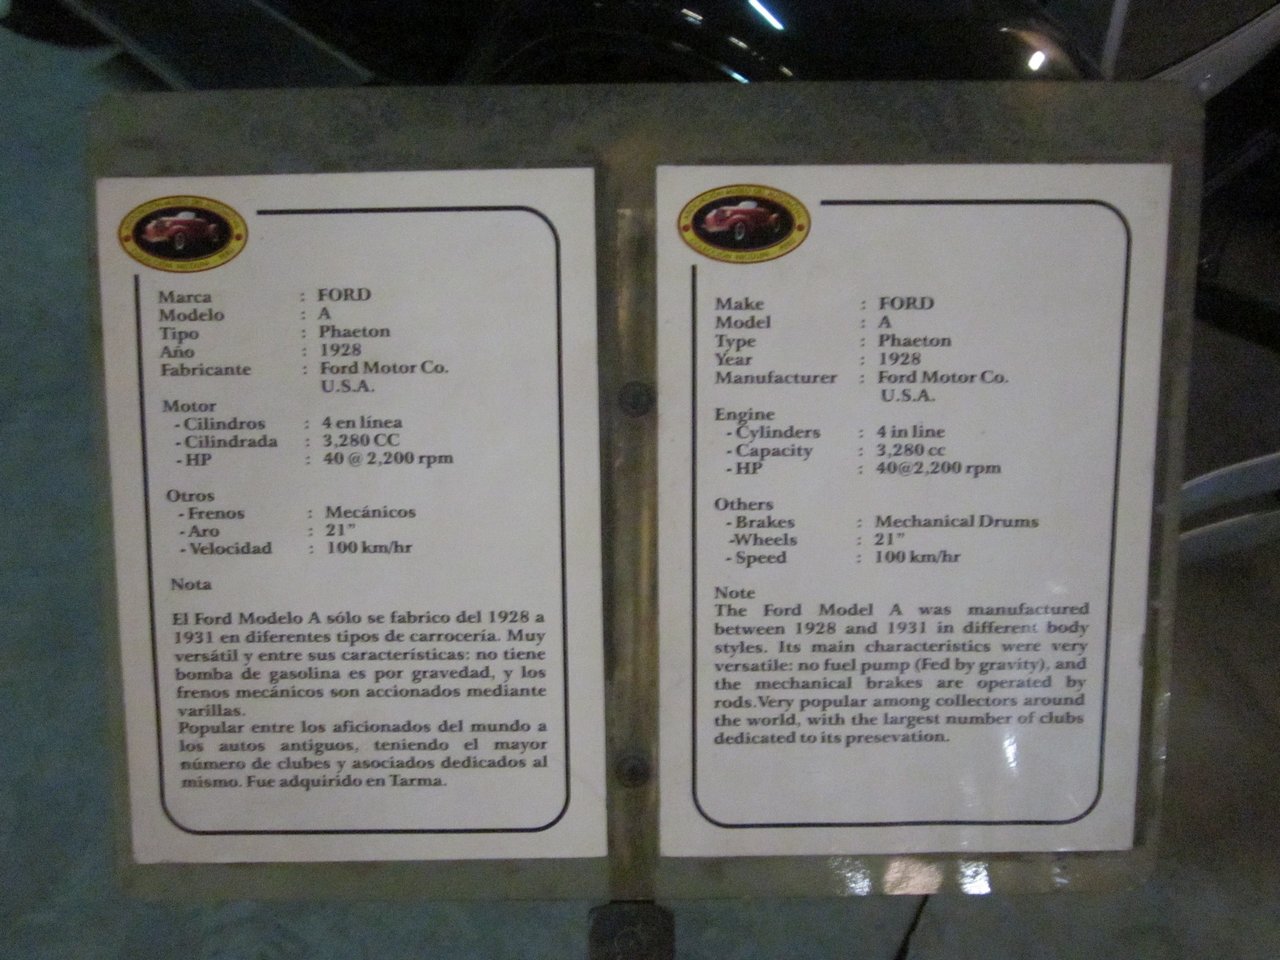 Marca : FORD
Modelo : A
Tipo : Phaeton
Año : 1928
Fabricante : Ford Motor Co.
U.S.A.
Motor
- Cilindros : 4 en línea
- Cilindrada : 3,280 CC
- HP : 40 @ 2,200 rpm
Otros
- Frenos : Mecánicos
- Aro : 21"
- Velocidad : 100 km/hr
Nota
El Ford Modelo A sólo se fabrico del 1928 a
1931 en diferentes tipos de carrocería. Muy
versátil y entre sus características: no tiene
bomba de gasolina es por gravedad, y los
frenos mecánicos son accionados mediante
varillas.
Popular entre los aficionados del mundo a
los autos antiguos, teniendo el mayor
número de clubes y asociados dedicados al
mismo. Fue adquirido en Tarma.
Make : FORD
Model : A
Type : Phaeton
Year : 1928
Manufacturer : Ford Motor Co.
U.S.A.
Engine
- Cylinders : 4 in line
- Capacity : 3,280 cc
- HP : 40@2,200 rpm
Others
- Brakes : Mechanical Drums
-Wheels : 21"
- Speed : 100 km/hr
Note
The Ford Model A was manufactured
between 1928 and 1931 in different body
styles. Its main characteristics were very
versatile: no fuel pump (Fed by gravity), and
the mechanical brakes are operated by
rods.Very popular among collectors around
the world, with the largest number of clubs
dedicated to its presevation.